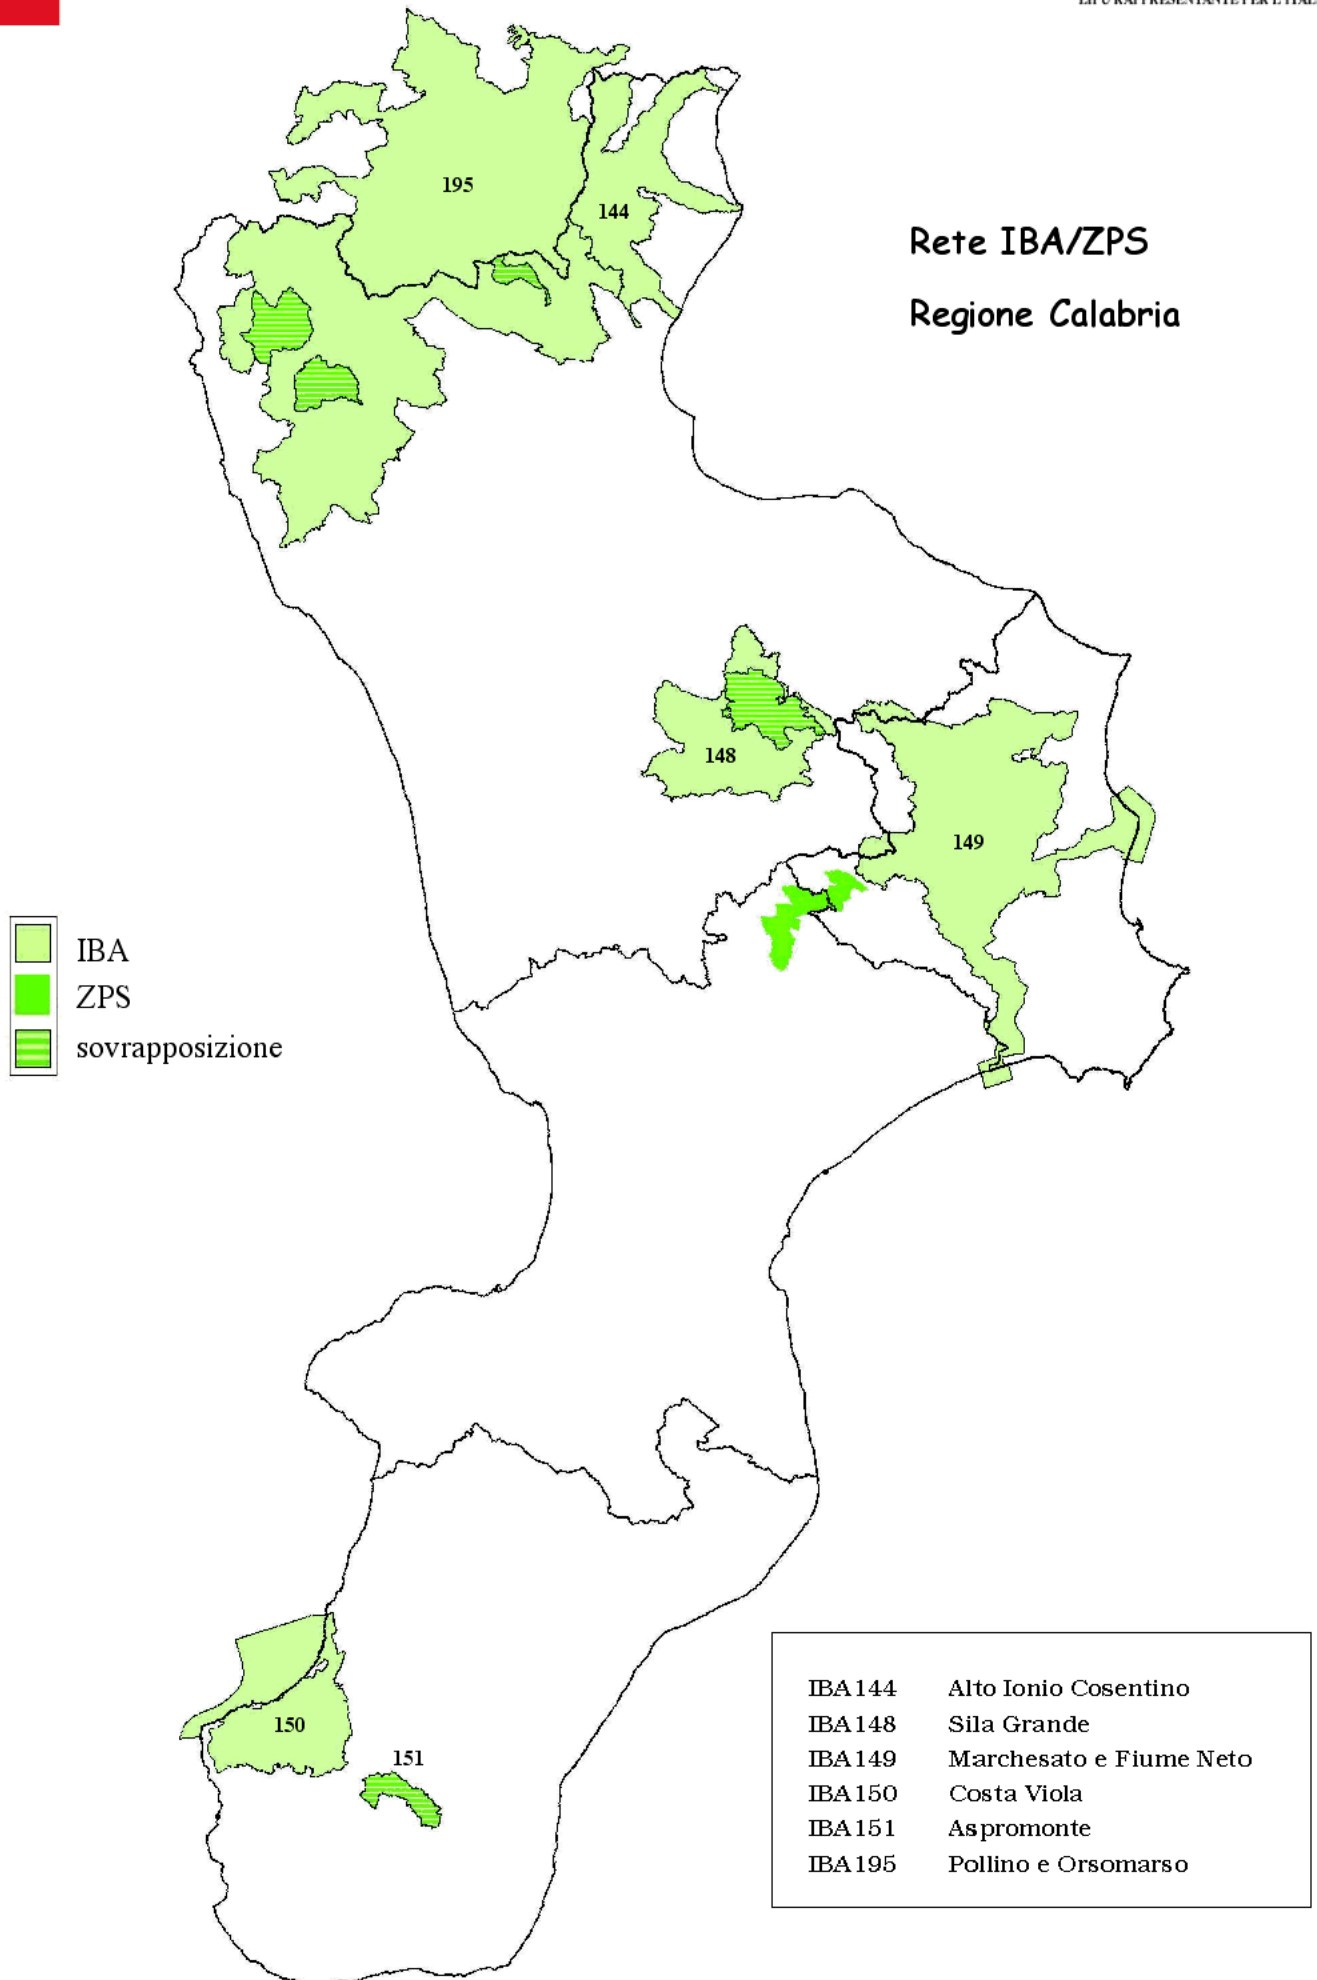 195
144
Rete IBA/ZPS
Regione Calabria
148
149
IBA
ZPS
sovrapposizione
150
151
IBA144 Alto Ionio Cosentino
IBA148 Sila Grande
IBA149 Marchesato e Fiume Neto
IBA150 Costa Viola
IBA151 Aspromonte
IBA195 Pollino e Orsomarso